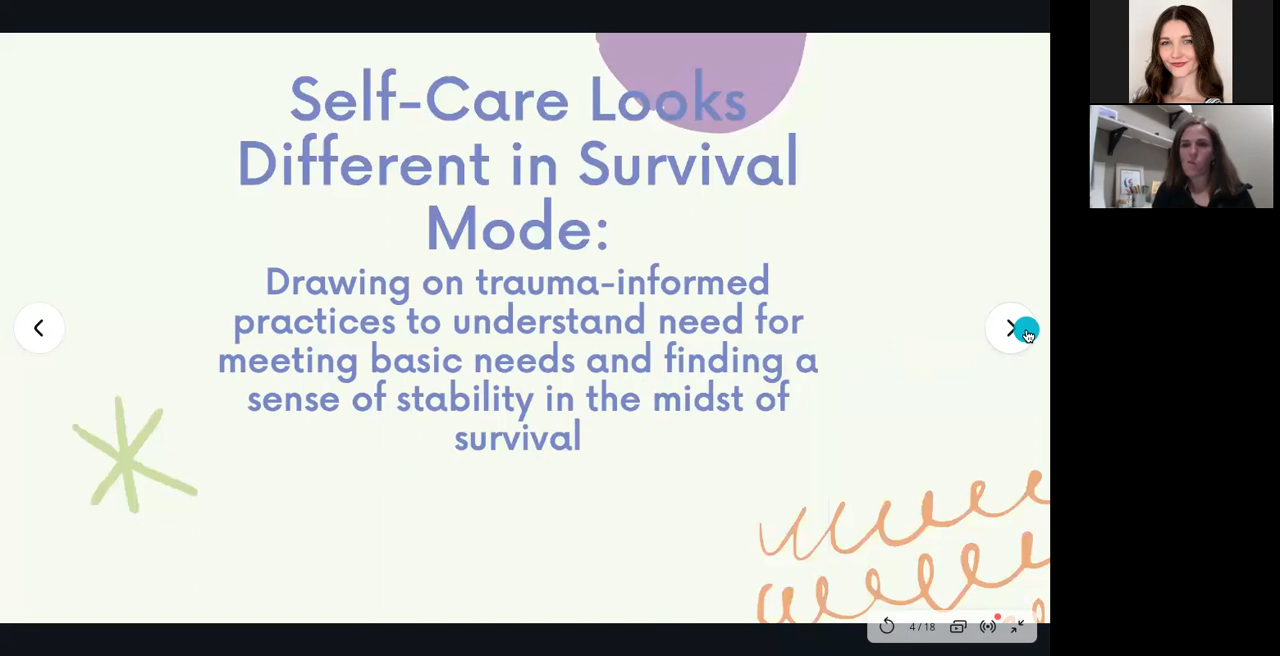 Self-Care Looks
Different in Survival
Mode:
Drawing on trauma-informed
practices to understand need for
meeting basic needs and finding a
sense of stability in the midst of
survival
4/18